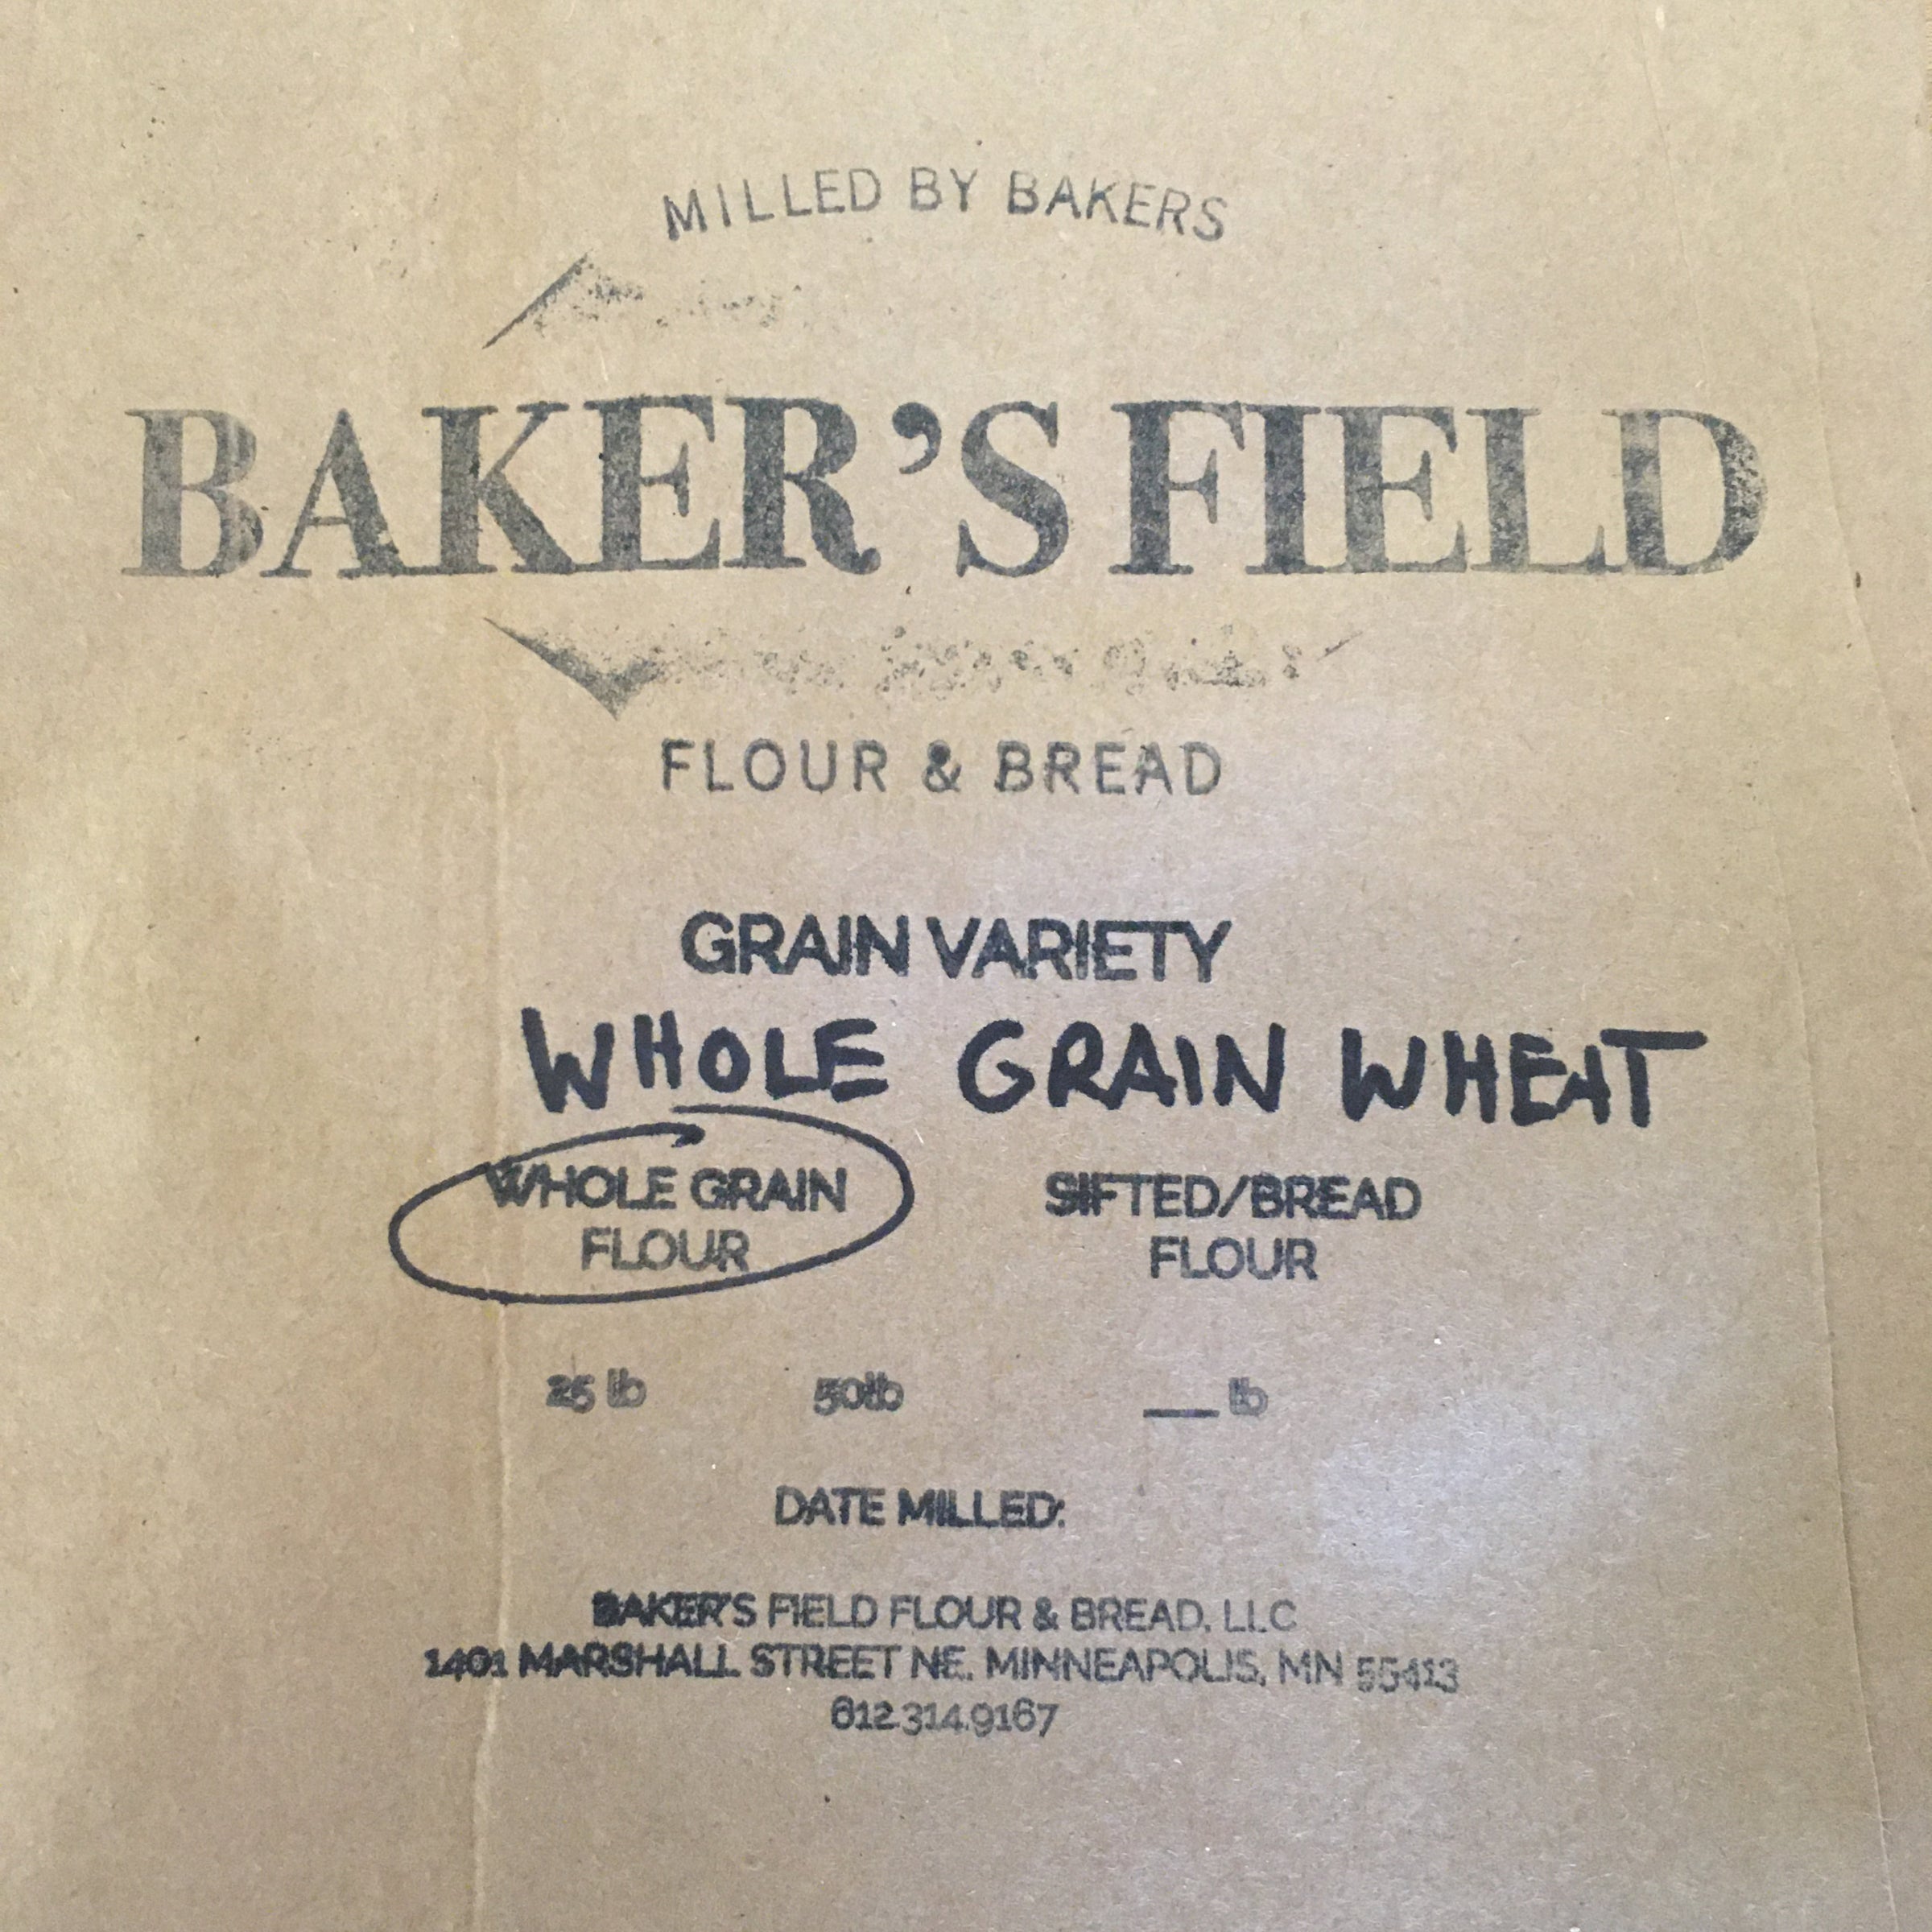 MILLED BY BAKERS
BAKER'S FIELD
FLOUR & BREAD
GRAIN VARIETY
WHOLE GRAIN WHEAT
WHOLE GRAIN
FLOUR
SIFTED/BREAD
FLOUR
25 lb 50lb __ lb
DATE MILLED:
BAKER'S FIELD FLOUR & BREAD, LLC
1401 MARSHALL STREET NE, MINNEAPOLIS, MN 55413
612.314.9167